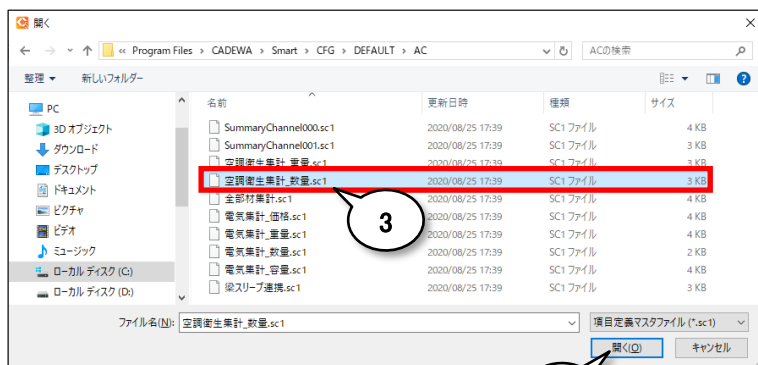 開く
« Program Files › CADEWA › Smart › CFG › DEFAULT › AC
ACの検索
整理 新しいフォルダー
名前 更新日時 種類 サイズ
PC
3D オブジェクト
ダウンロード
デスクトップ
ドキュメント
ピクチャ
ビデオ
ミュージック
ローカル ディスク (C:)
ローカル ディスク (D:)
SummaryChannel000.sc1 2020/08/25 17:39 SC1 ファイル 4 KB
SummaryChannel001.sc1 2020/08/25 17:39 SC1 ファイル 3 KB
空調衛生集計_重量.sc1 2020/08/25 17:39 SC1 ファイル 3 KB
空調衛生集計_数量.sc1 2020/08/25 17:39 SC1 ファイル 3 KB
全部材集計.sc1 2020/08/25 17:39 SC1 ファイル 4 KB
電気集計_価格.sc1 2020/08/25 17:39 SC1 ファイル 4 KB
電気集計_重量.sc1 2020/08/25 17:39 SC1 ファイル 4 KB
電気集計_数量.sc1 2020/08/25 17:39 SC1 ファイル 2 KB
電気集計_容量.sc1 2020/08/25 17:39 SC1 ファイル 4 KB
梁スリーブ連携.sc1 2020/08/25 17:39 SC1 ファイル 3 KB
3
ファイル名(N): 空調衛生集計_数量.sc1
項目定義マスタファイル (*.sc1)
開く(O) キャンセル